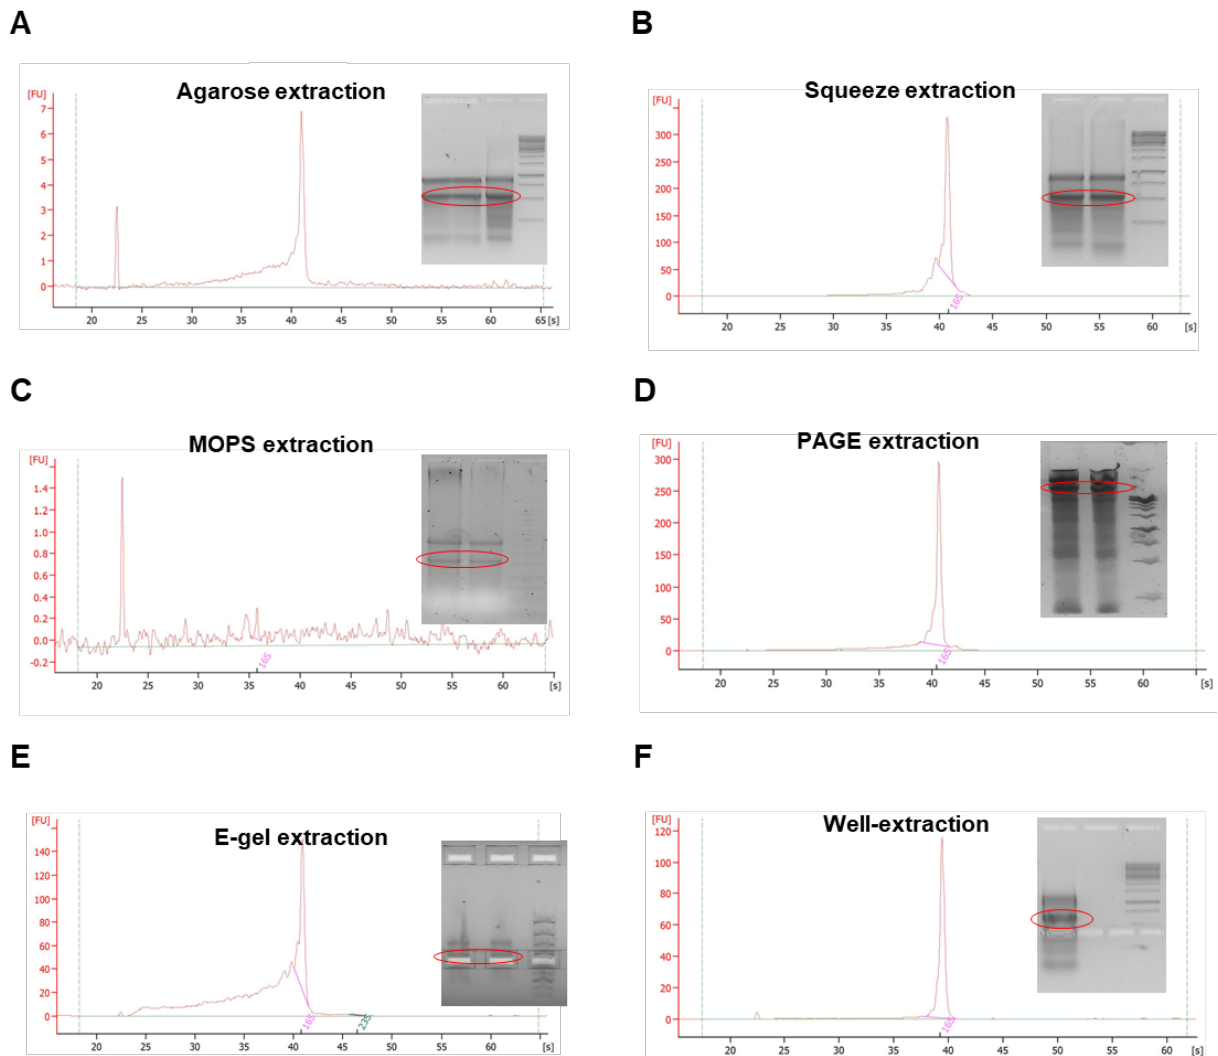 A
Agarose extraction
[FU]
7
6
5
4
3
2
1
0
20 25 30 35 40 45 50 55 60 65 [s]
B
Squeeze extraction
[FU]
300
250
200
150
100
50
0
16S
20 25 30 35 40 45 50 55 60 [s]
C
MOPS extraction
[FU]
1.4
1.2
1.0
0.8
0.6
0.4
0.2
0.0
-0.2
16S
20 25 30 35 40 45 50 55 60 [s]
D
PAGE extraction
[FU]
300
250
200
150
100
50
0
16S
20 25 30 35 40 45 50 55 60 [s]
E
E-gel extraction
[FU]
140
120
100
80
60
40
20
0
16S 23S
20 25 30 35 40 45 50 55 60 [s]
F
Well-extraction
[FU]
120
100
80
60
40
20
0
16S
20 25 30 35 40 45 50 55 60 [s]